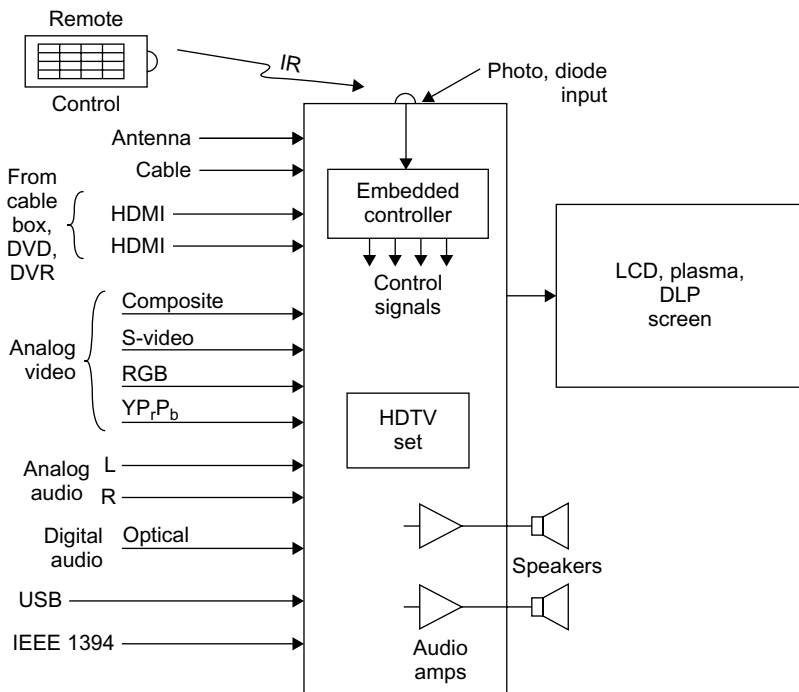 Remote
Control
IR
Photo, diode
input
Antenna
Cable
From
cable
box,
DVD,
DVR
HDMI
HDMI
Embedded
controller
Control
signals
LCD, plasma,
DLP
screen
Analog
video
Composite
S-video
RGB
YPrPb
HDTV
set
Analog
audio
L
R
Digital
audio
Optical
Speakers
USB
IEEE 1394
Audio
amps